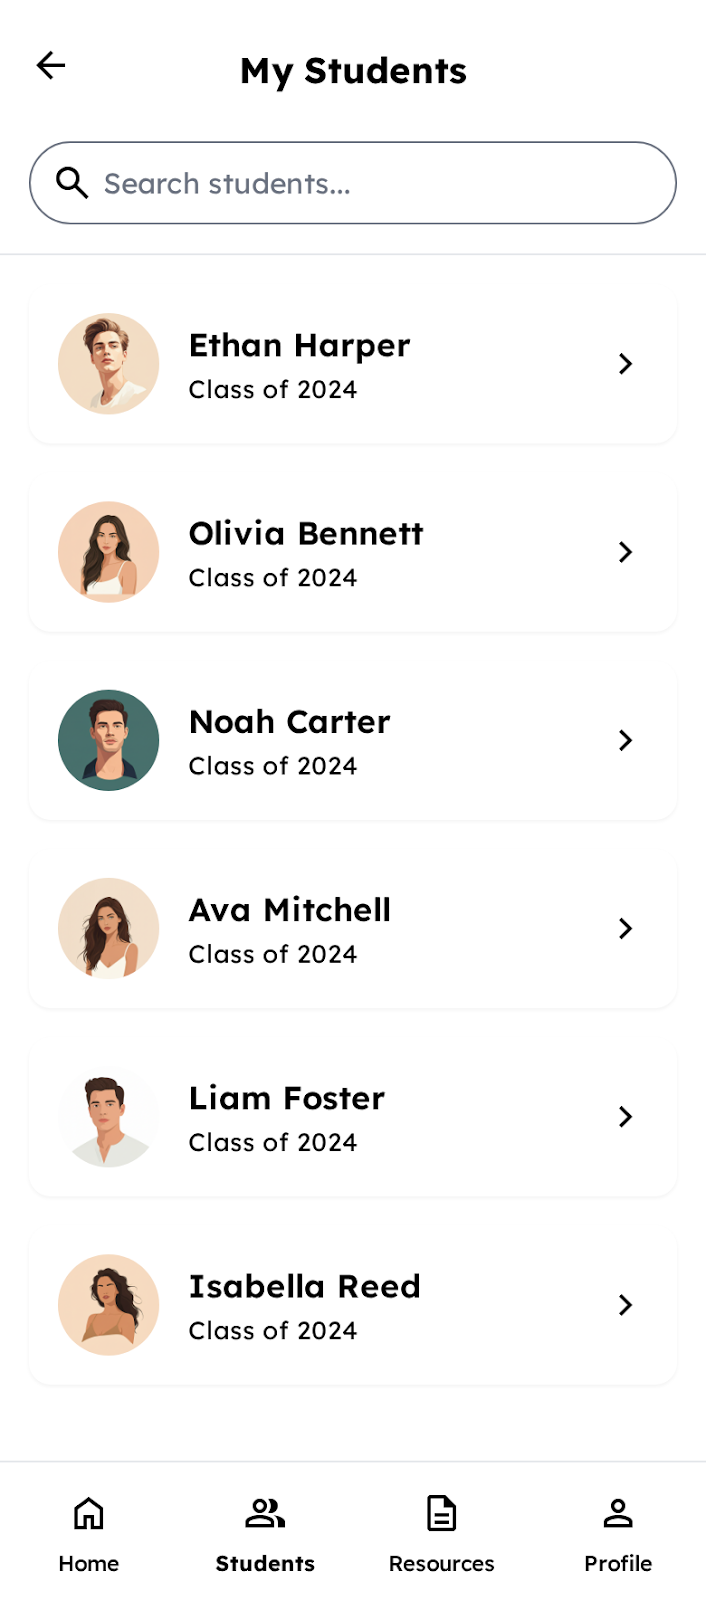 My Students
Search students...
Ethan Harper
Class of 2024
Olivia Bennett
Class of 2024
Noah Carter
Class of 2024
Ava Mitchell
Class of 2024
Liam Foster
Class of 2024
Isabella Reed
Class of 2024
Home
Students
Resources
Profile